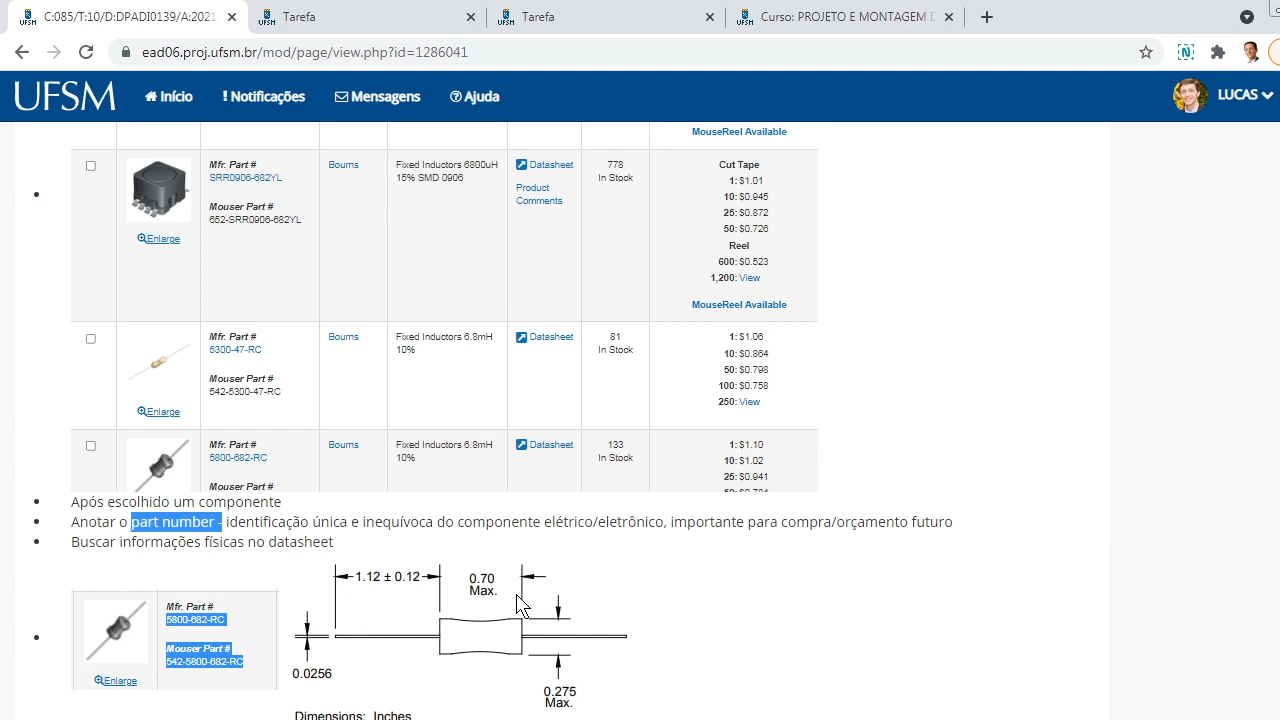 C:085/T:10/D:DPADI0139/A:2021
Tarefa
Tarefa
Curso: PROJETO E MONTAGEM D
ead06.proj.ufsm.br/mod/page/view.php?id=1286041
UFSM
Início
Notificações
Mensagens
Ajuda
LUCAS
MouseReel Available
Mfr. Part #
SRR0906-682YL
Mouser Part #
652-SRR0906-682YL
Enlarge
Bourns
Fixed Inductors 6800uH
15% SMD 0906
Datasheet
Product
Comments
778
In Stock
Cut Tape
1: $1.01
10: $0.945
25: $0.872
50: $0.726
Reel
600: $0.523
1,200: View
MouseReel Available
Mfr. Part #
5300-47-RC
Mouser Part #
542-5300-47-RC
Enlarge
Bourns
Fixed Inductors 6.8mH
10%
Datasheet
81
In Stock
1: $1.06
10: $0.864
50: $0.798
100: $0.758
250: View
Mfr. Part #
5800-682-RC
Mouser Part #
Bourns
Fixed Inductors 6.8mH
10%
Datasheet
133
In Stock
1: $1.10
10: $1.02
25: $0.941
Após escolhido um componente
Anotar o part number - identificação única e inequívoca do componente elétrico/eletrônico, importante para compra/orçamento futuro
Buscar informações físicas no datasheet
Mfr. Part #
5800-682-RC
Mouser Part #
542-5800-682-RC
Enlarge
1.12 ± 0.12
0.70
Max.
0.0256
0.275
Max.
Dimensions: Inches